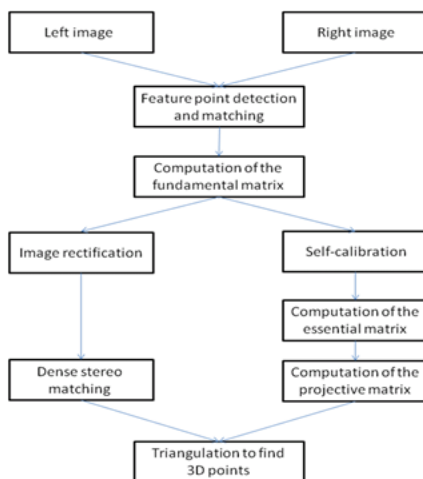 Left image
Right image
Feature point detection
and matching
Computation of the
fundamental matrix
Image rectification
Self-calibration
Computation of the
essential matrix
Dense stereo
matching
Computation of the
projective matrix
Triangulation to find
3D points